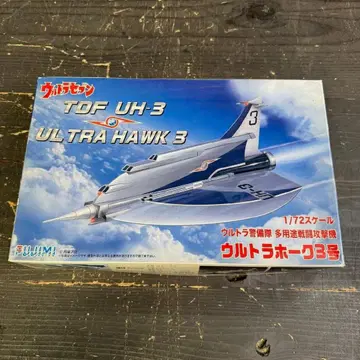 ウルトラセブン
TDF UH-3
ULTRA HAWK 3
3
1/72スケール
ウルトラ警備隊 多用途戦闘攻撃機
ウルトラホーク3号
FUJIMI